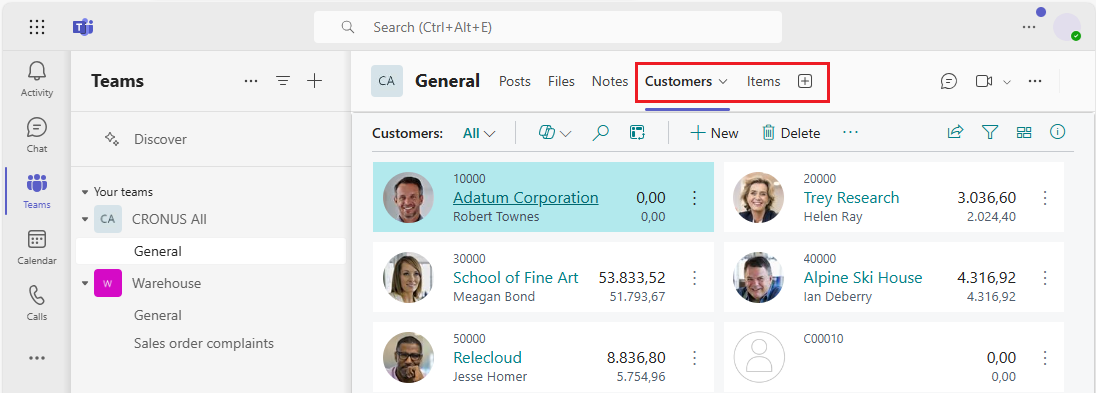 Search (Ctrl+Alt+E)
Activity
Chat
Teams
Calendar
Calls
Teams
Discover
Your teams
CA CRONUS All
General
W Warehouse
General
Sales order complaints
CA General Posts Files Notes Customers Items
Customers: All New Delete
10000
Adatum Corporation 0,00
Robert Townes 0,00
20000
Trey Research 3.036,60
Helen Ray 2.024,40
30000
School of Fine Art 53.833,52
Meagan Bond 51.793,67
40000
Alpine Ski House 4.316,92
Ian Deberry 4.316,92
50000
Relecloud 8.836,80
Jesse Homer 5.754,96
C00010
0,00
0,00